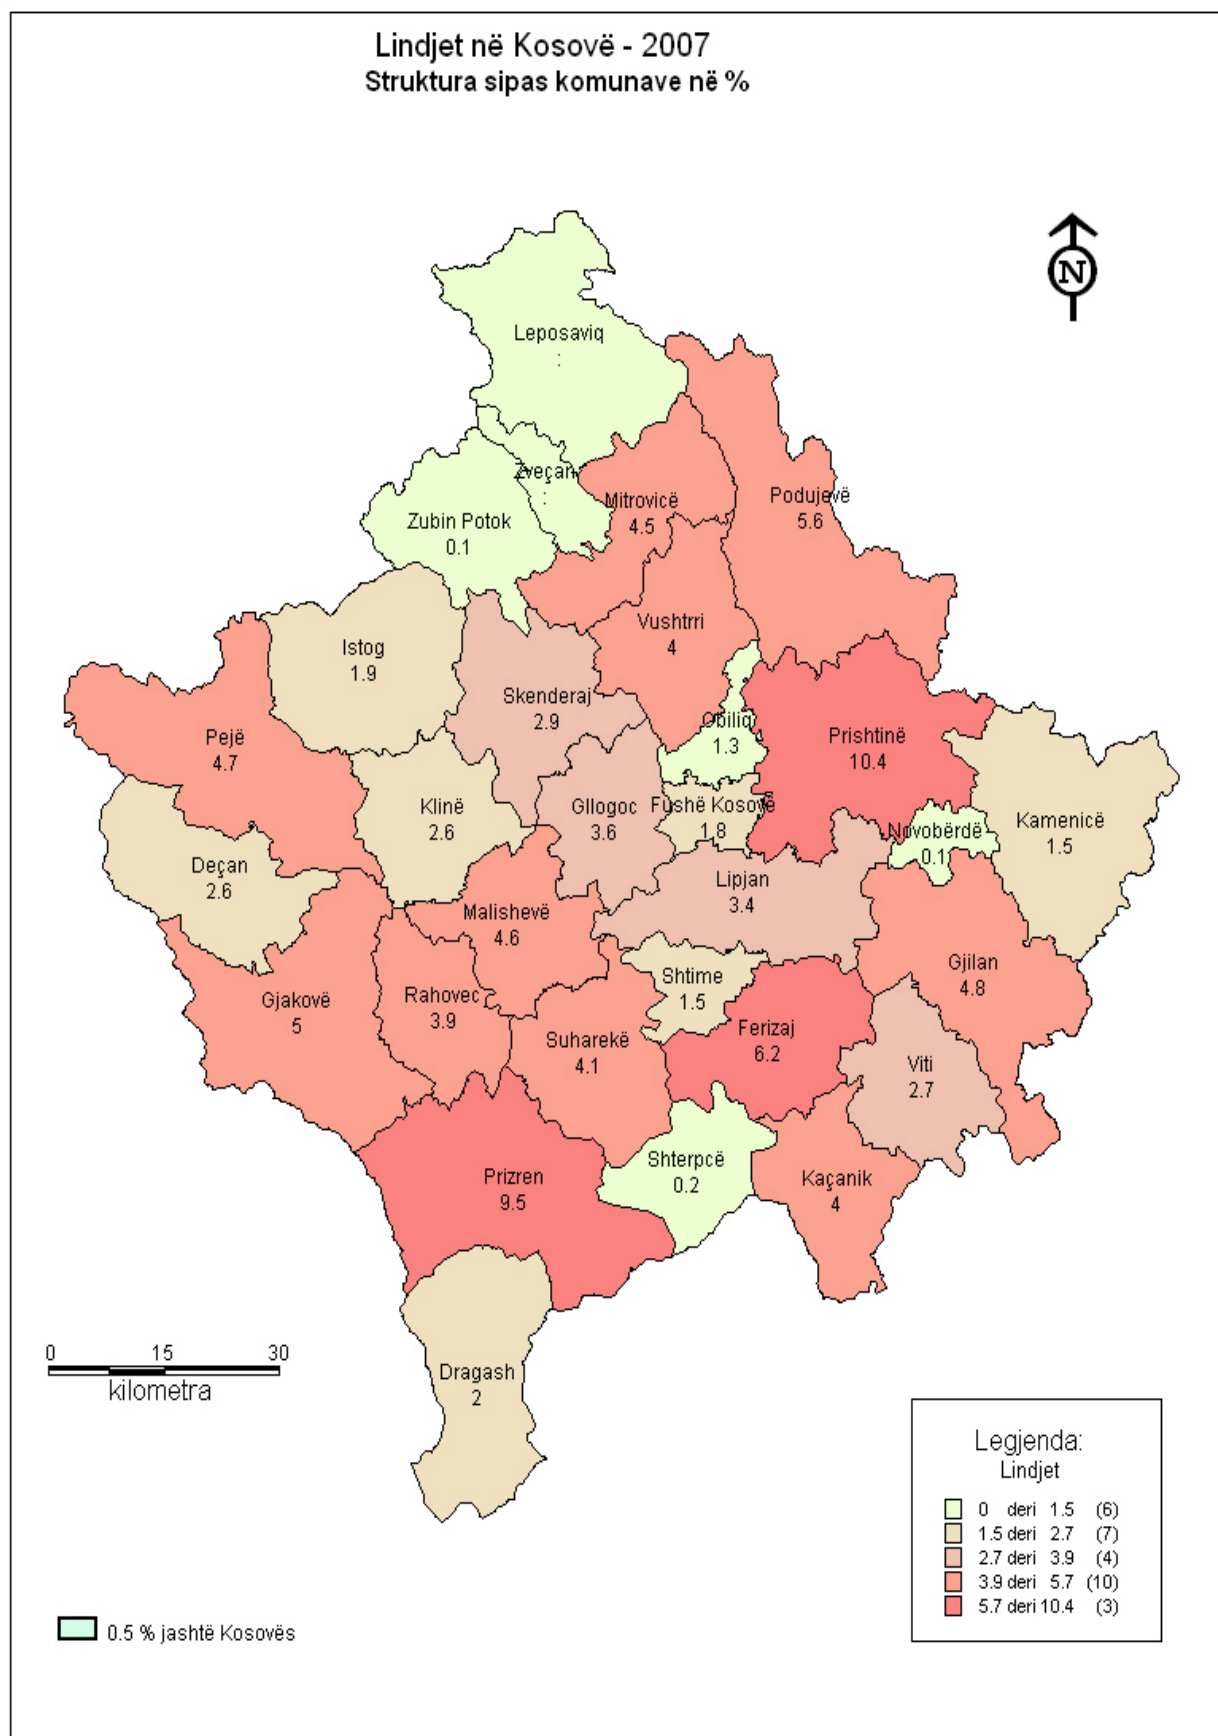 Lindjet në Kosovë - 2007
Struktura sipas komunave në %
N
Leposaviq
:
Zveçan
:
Mitrovicë
4.5
Podujevë
5.6
Zubin Potok
0.1
Vushtrri
4
Istog
1.9
Skenderaj
2.9
Obiliq
1.3
Prishtinë
10.4
Pejë
4.7
Klinë
2.6
Gllogoc
3.6
Fushë Kosovë
1.8
Novobërdë
0.1
Kamenicë
1.5
Deçan
2.6
Lipjan
3.4
Malishevë
4.6
Gjakovë
5
Rahovec
3.9
Shtime
1.5
Gjilan
4.8
Suharekë
4.1
Ferizaj
6.2
Viti
2.7
Prizren
9.5
Shterpcë
0.2
Kaçanik
4
Dragash
2
0 15 30
kilometra
Legjenda:
Lindjet
0 deri 1.5 (6)
1.5 deri 2.7 (7)
2.7 deri 3.9 (4)
3.9 deri 5.7 (10)
5.7 deri 10.4 (3)
0.5 % jashtë Kosovës